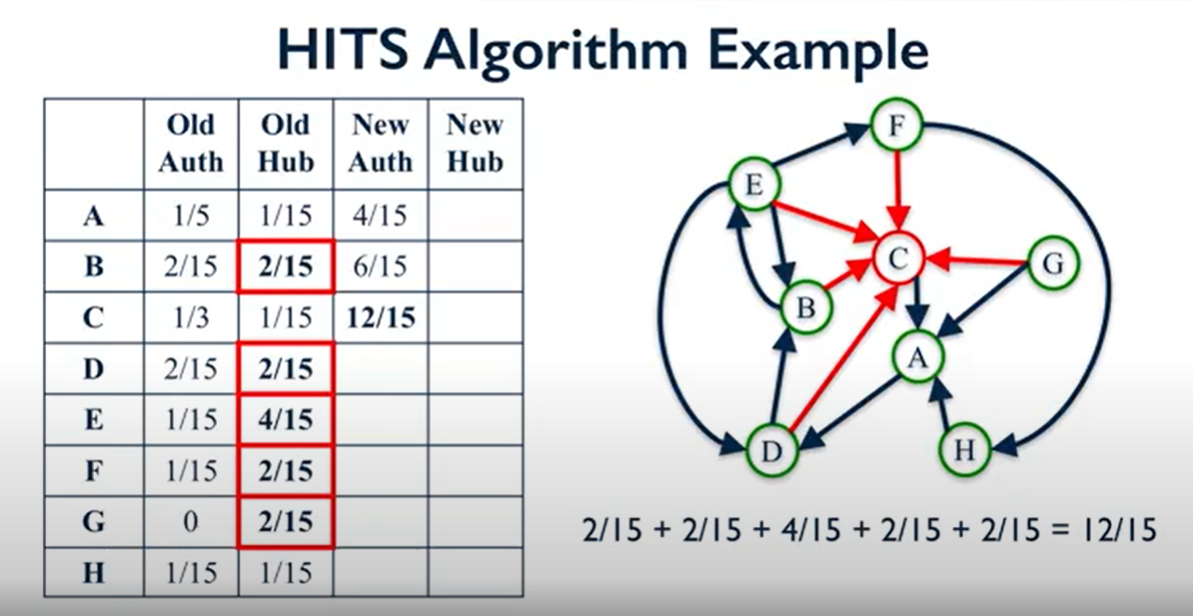 HITS Algorithm Example
Old Auth Old Hub New Auth New Hub
A 1/5 1/15 4/15
B 2/15 2/15 6/15
C 1/3 1/15 12/15
D 2/15 2/15
E 1/15 4/15
F 1/15 2/15
G 0 2/15
H 1/15 1/15
F
E
C
G
B
A
D
H
2/15 + 2/15 + 4/15 + 2/15 + 2/15 = 12/15